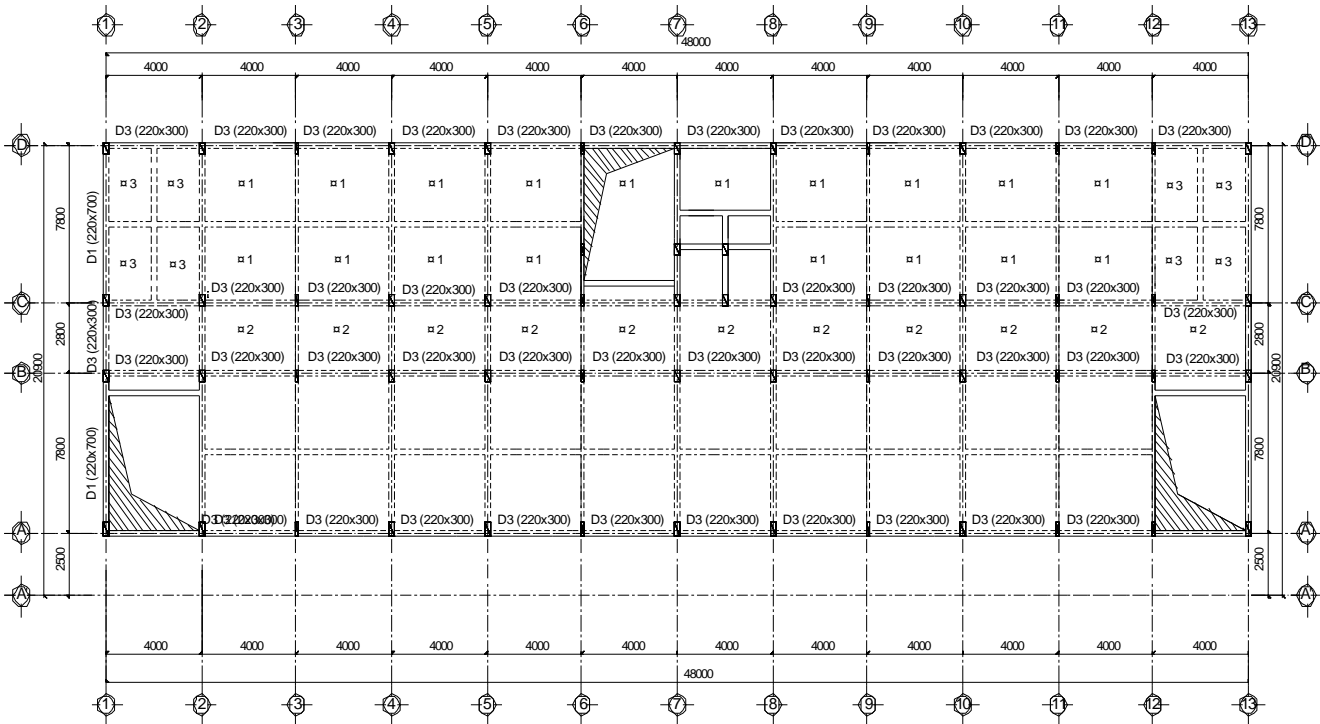 1 2 3 4 5 6 7 8 9 10 11 12 13
48000
4000 4000 4000 4000 4000 4000 4000 4000 4000 4000 4000 4000
D3 (220x300) D3 (220x300) D3 (220x300) D3 (220x300) D3 (220x300) D3 (220x300) D3 (220x300) D3 (220x300) D3 (220x300) D3 (220x300) D3 (220x300) D3 (220x300)
D D
¤3 ¤3 ¤1 ¤1 ¤1 ¤1 ¤1 ¤1 ¤1 ¤1 ¤1 ¤1 ¤3 ¤3
7800 D1 (220x700) 7800
¤3 ¤3 ¤1 ¤1 ¤1 ¤1 ¤1 ¤1 ¤1 ¤1 ¤3 ¤3
D3 (220x300) D3 (220x300) D3 (220x300) D3 (220x300) D3 (220x300) D3 (220x300) D3 (220x300) D3 (220x300)
C C
D3 (220x300) D3 (220x300)
2800 D3 (220x300) ¤2 ¤2 ¤2 ¤2 ¤2 ¤2 ¤2 ¤2 ¤2 ¤2 ¤2 2800
D3 (220x300) D3 (220x300) D3 (220x300) D3 (220x300) D3 (220x300) D3 (220x300) D3 (220x300) D3 (220x300) D3 (220x300) D3 (220x300) D3 (220x300) D3 (220x300)
20900 B B 20900
7800 D1 (220x700) 7800
D3 (220x300) D3 (220x300) D3 (220x300) D3 (220x300) D3 (220x300) D3 (220x300) D3 (220x300) D3 (220x300) D3 (220x300)
A A
2500 2500
A' A'
4000 4000 4000 4000 4000 4000 4000 4000 4000 4000 4000 4000
48000
1 2 3 4 5 6 7 8 9 10 11 12 13